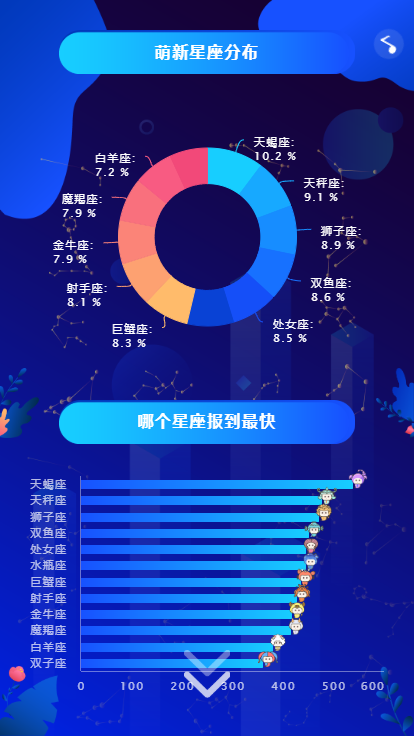 萌新星座分布
天蝎座:
10.2 %
白羊座:
7.2 %
天秤座:
9.1 %
魔羯座:
7.9 %
狮子座:
8.9 %
金牛座:
7.9 %
双鱼座:
8.6 %
射手座:
8.1 %
处女座:
8.5 %
巨蟹座:
8.3 %
哪个星座报到最快
天蝎座
天秤座
狮子座
双鱼座
处女座
水瓶座
巨蟹座
射手座
金牛座
魔羯座
白羊座
双子座
0 100 200 300 400 500 600